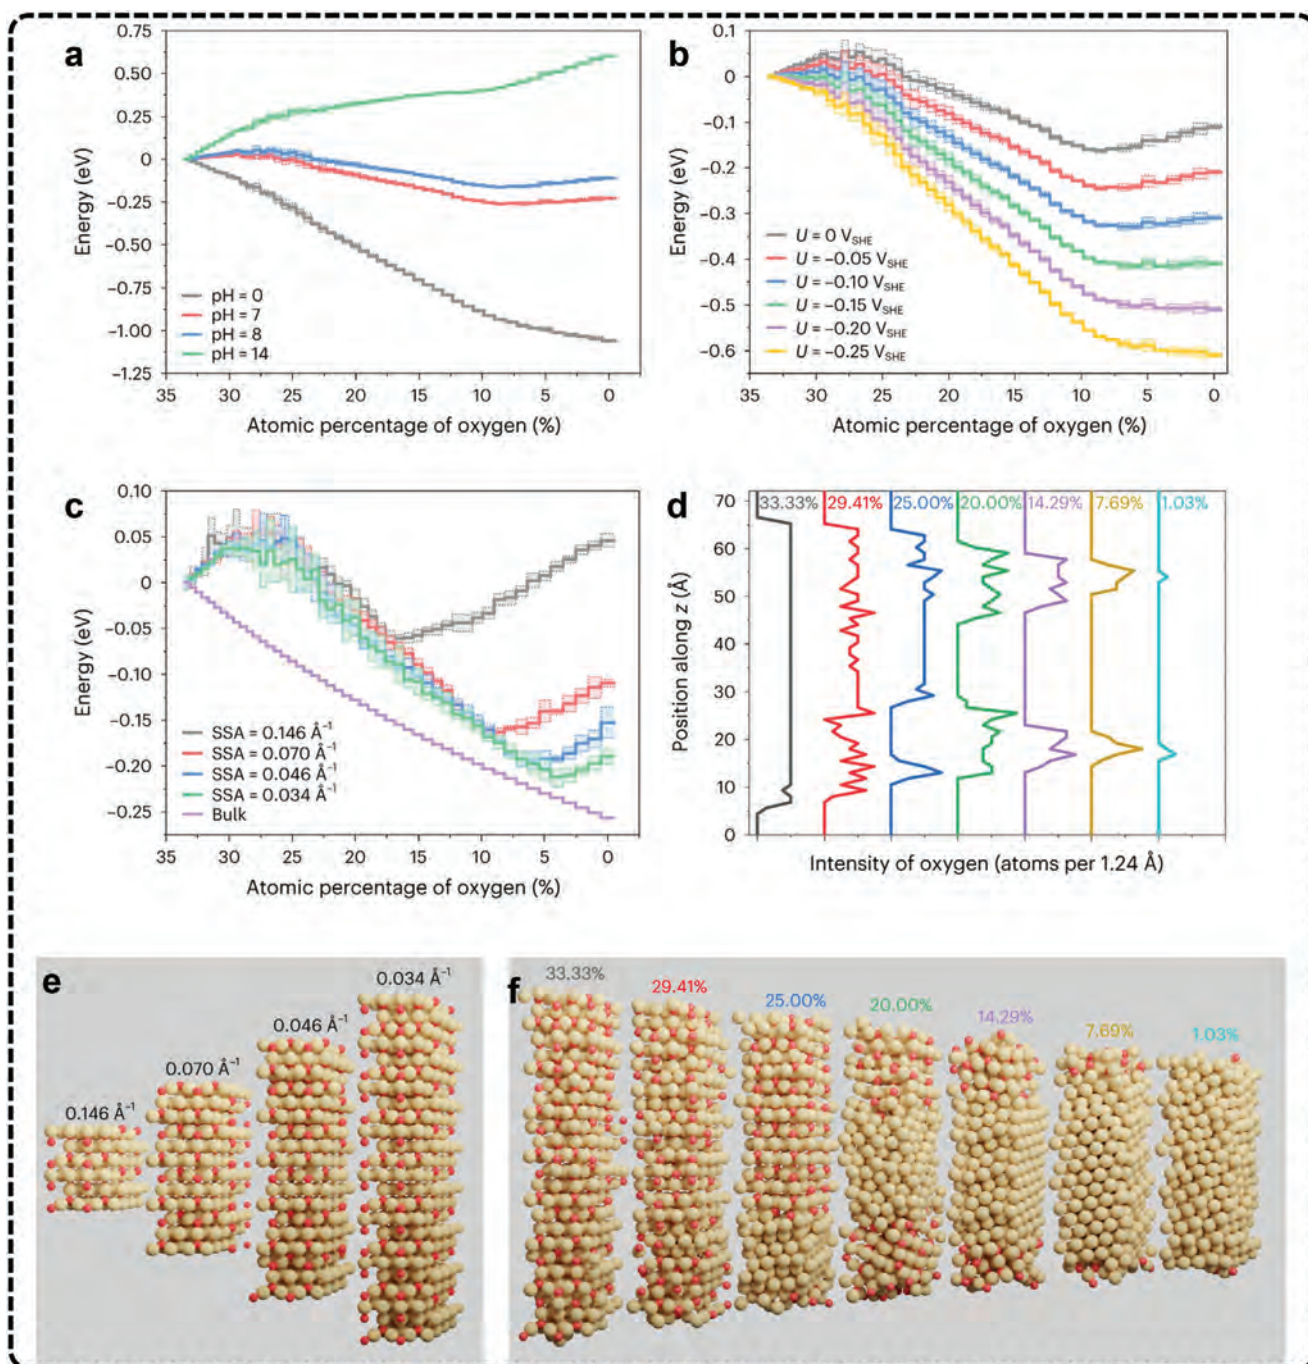 a
0.75
0.50
0.25
0
−0.25
−0.50
−0.75
−1.00
−1.25
Energy (eV)
pH = 0
pH = 7
pH = 8
pH = 14
35 30 25 20 15 10 5 0
Atomic percentage of oxygen (%)
b
0.1
0
−0.1
−0.2
−0.3
−0.4
−0.5
−0.6
Energy (eV)
U = 0 VSHE
U = −0.05 VSHE
U = −0.10 VSHE
U = −0.15 VSHE
U = −0.20 VSHE
U = −0.25 VSHE
35 30 25 20 15 10 5 0
Atomic percentage of oxygen (%)
c
0.10
0.05
0
−0.05
−0.10
−0.15
−0.20
−0.25
Energy (eV)
SSA = 0.146 Å⁻¹
SSA = 0.070 Å⁻¹
SSA = 0.046 Å⁻¹
SSA = 0.034 Å⁻¹
Bulk
35 30 25 20 15 10 5 0
Atomic percentage of oxygen (%)
d
70
60
50
40
30
20
10
0
Position along z (Å)
33.33% 29.41% 25.00% 20.00% 14.29% 7.69% 1.03%
Intensity of oxygen (atoms per 1.24 Å)
e
0.146 Å⁻¹
0.070 Å⁻¹
0.046 Å⁻¹
0.034 Å⁻¹
f
33.33%
29.41%
25.00%
20.00%
14.29%
7.69%
1.03%